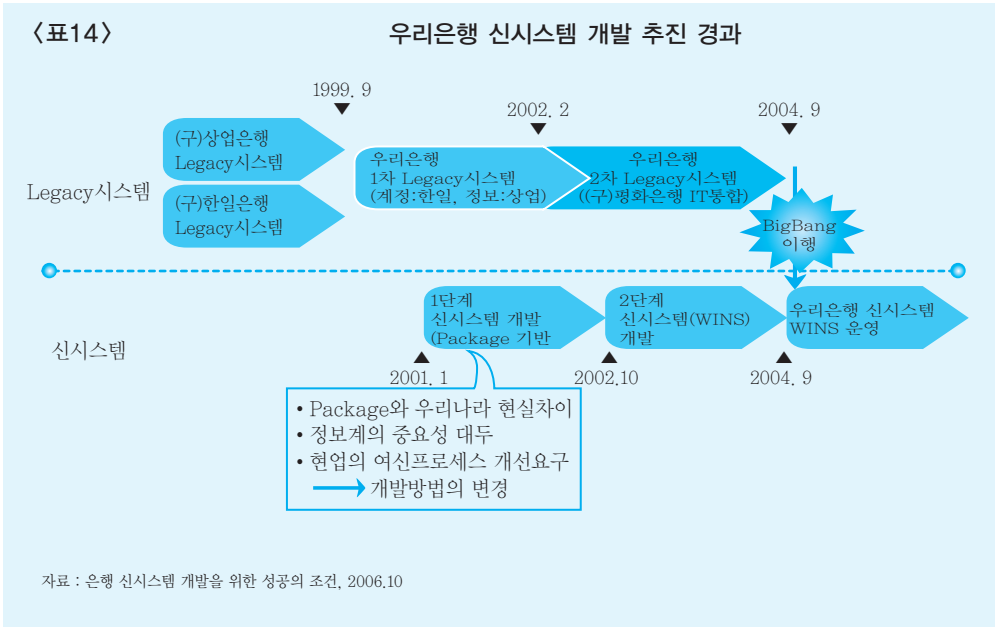 〈표14〉
우리은행 신시스템 개발 추진 경과
1999. 9
2002. 2
2004. 9
(구)상업은행
Legacy시스템
(구)한일은행
Legacy시스템
우리은행
1차 Legacy시스템
(계정:한일, 정보:상업)
우리은행
2차 Legacy시스템
((구)평화은행 IT통합)
Legacy시스템
BigBang
이행
1단계
신시스템 개발
(Package 기반
2단계
신시스템(WINS)
개발
우리은행 신시스템
WINS 운영
신시스템
2001. 1
2002.10
2004. 9
• Package와 우리나라 현실차이
• 정보계의 중요성 대두
• 현업의 여신프로세스 개선요구
개발방법의 변경
자료 : 은행 신시스템 개발을 위한 성공의 조건, 2006.10